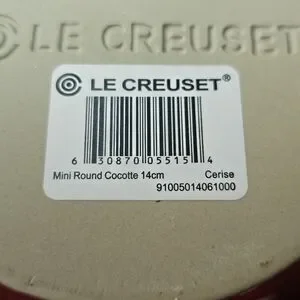 LE CREUSET
LE CREUSET®
6 30870 05515 4
Mini Round Cocotte 14cm Cerise
91005014061000